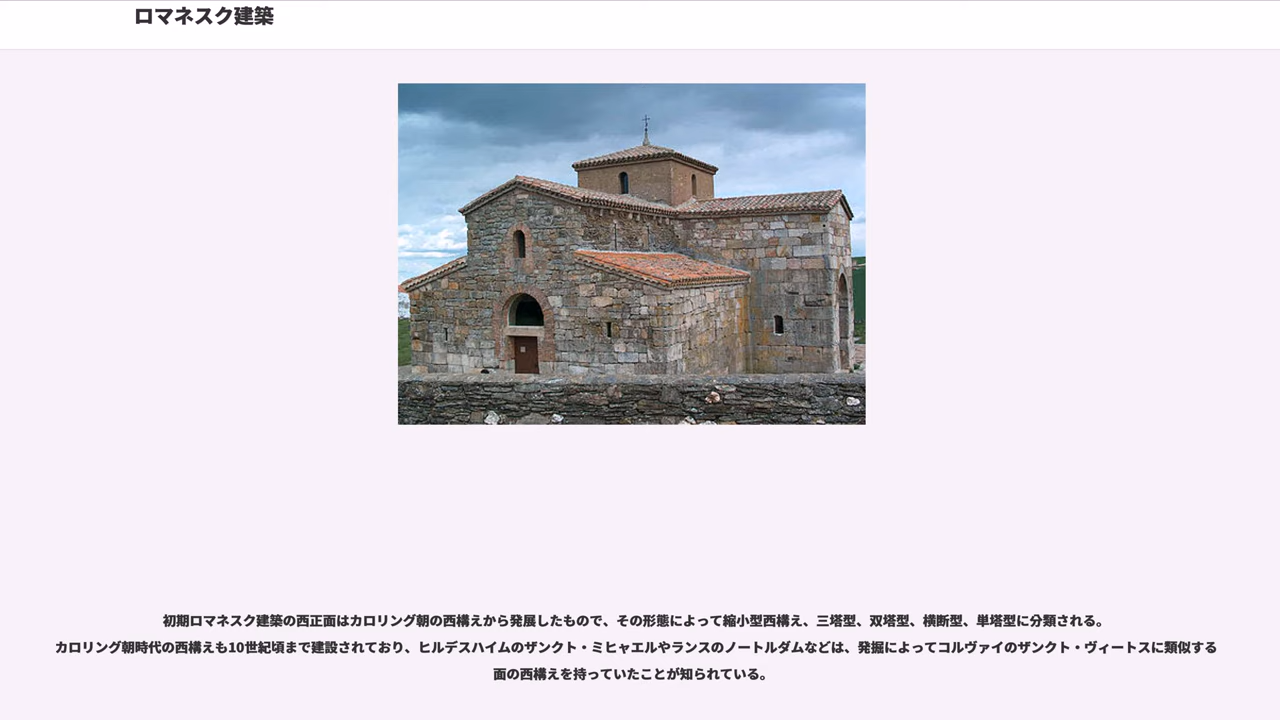 ロマネスク建築
初期ロマネスク建築の西正面はカロリング朝の西構えから発展したもので、その形態によって縮小型西構え、三塔型、双塔型、横断型、単塔型に分類される。
カロリング朝時代の西構えも10世紀頃まで建設されており、ヒルデスハイムのザンクト・ミヒャエルやランスのノートルダムなどは、発掘によってコルヴァイのザンクト・ヴィートスに類似する
面の西構えを持っていたことが知られている。